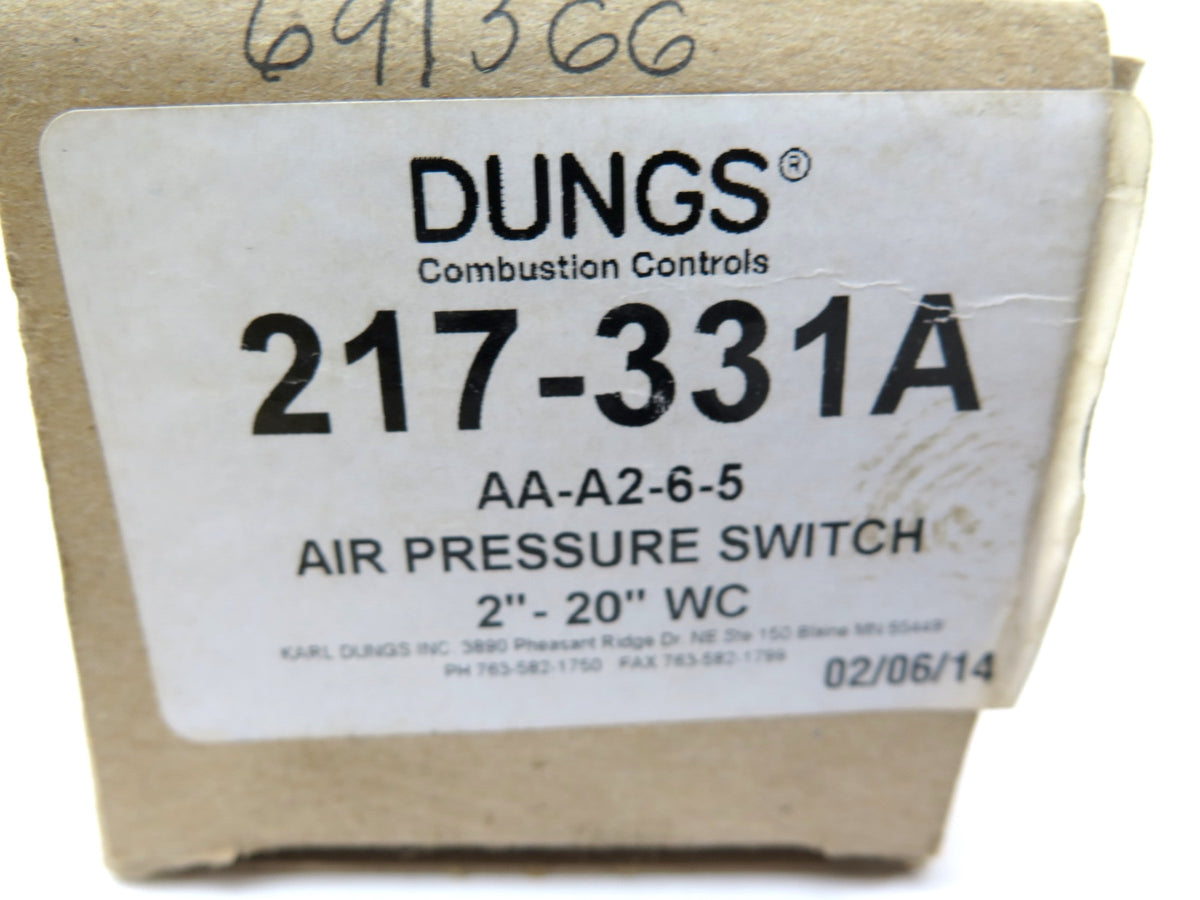 691366
DUNGS®
Combustion Controls
217-331A
AA-A2-6-5
AIR PRESSURE SWITCH
2"- 20" WC
KARL DUNGS INC. 3890 Pheasant Ridge Dr. NE Ste 150 Blaine MN 55449
PH 763-582-1750 FAX 763-582-1799
02/06/14